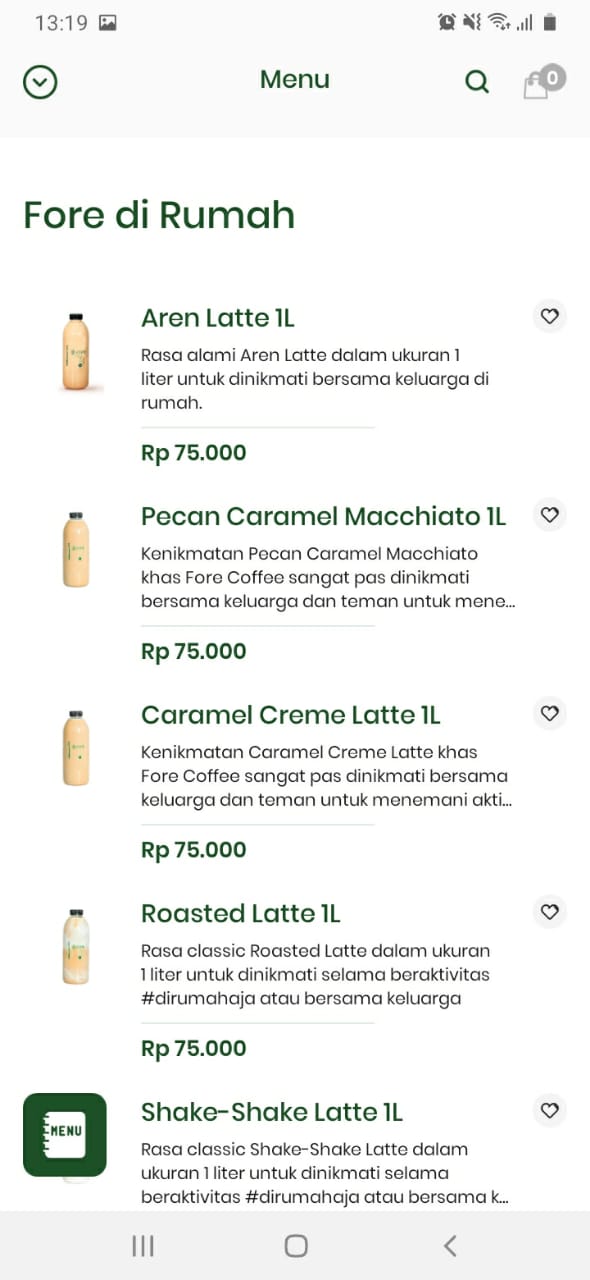 13:19
Menu
0
Fore di Rumah
Aren Latte 1L
Rasa alami Aren Latte dalam ukuran 1
liter untuk dinikmati bersama keluarga di
rumah.
Rp 75.000
Pecan Caramel Macchiato 1L
Kenikmatan Pecan Caramel Macchiato
khas Fore Coffee sangat pas dinikmati
bersama keluarga dan teman untuk mene...
Rp 75.000
Caramel Creme Latte 1L
Kenikmatan Caramel Creme Latte khas
Fore Coffee sangat pas dinikmati bersama
keluarga dan teman untuk menemani akti...
Rp 75.000
Roasted Latte 1L
Rasa classic Roasted Latte dalam ukuran
1 liter untuk dinikmati selama beraktivitas
#dirumahaja atau bersama keluarga
Rp 75.000
MENU
Shake-Shake Latte 1L
Rasa classic Shake-Shake Latte dalam
ukuran 1 liter untuk dinikmati selama
beraktivitas #dirumahaja atau bersama k...